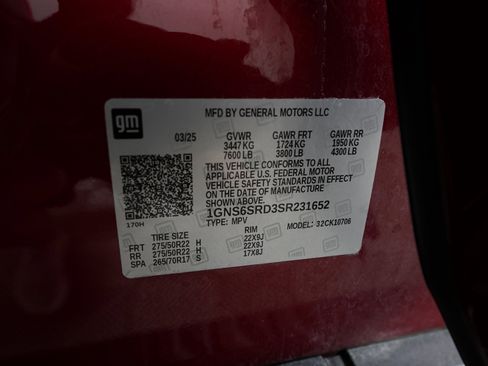 gm
MFD BY GENERAL MOTORS LLC
03/25 GVWR GAWR FRT GAWR RR
3447 KG 1724 KG 1950 KG
7600 LB 3800 LB 4300 LB
THIS VEHICLE CONFORMS TO ALL
APPLICABLE U.S. FEDERAL MOTOR
VEHICLE SAFETY STANDARDS IN EFFECT
ON THE DATE OF MANUFACTURE
SHOWN ABOVE.
1GNS6SRD3SR231652
170H TYPE: MPV MODEL: 32CK10706
TIRE SIZE RIM
FRT 275/50R22 H 22X9J
RR 275/50R22 H 22X9J
SPA 265/70R17 S 17X8J